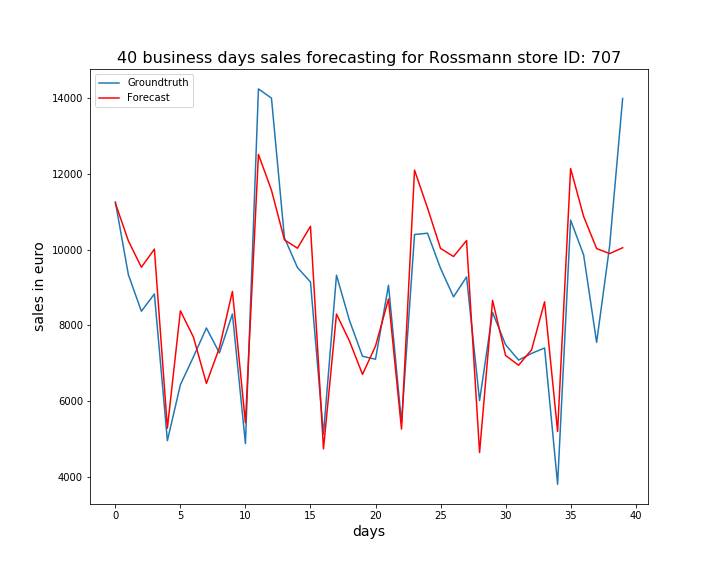 40 business days sales forecasting for Rossmann store ID: 707
Groundtruth
Forecast
14000
12000
10000
8000
6000
4000
sales in euro
0 5 10 15 20 25 30 35 40
days